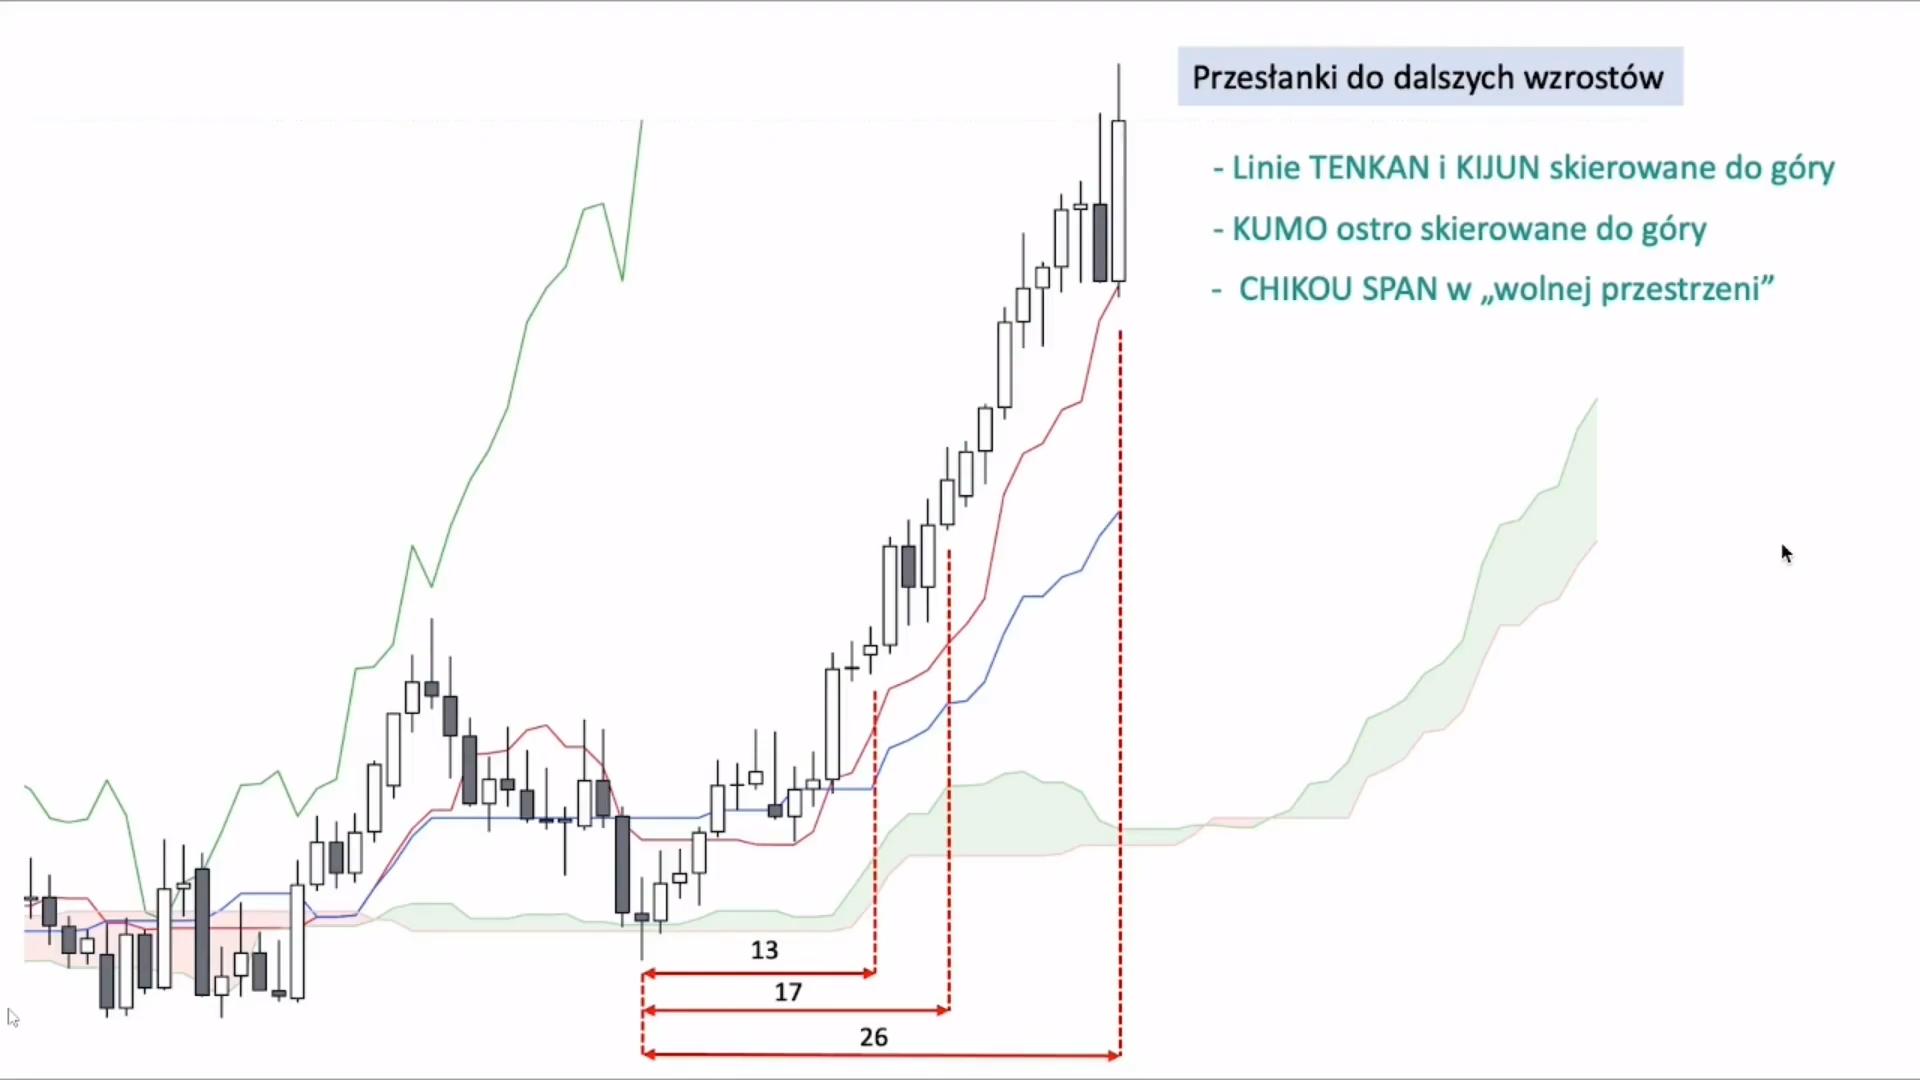 Przesłanki do dalszych wzrostów
- Linie TENKAN i KIJUN skierowane do góry
- KUMO ostro skierowane do góry
- CHIKOU SPAN w „wolnej przestrzeni”
13
17
26